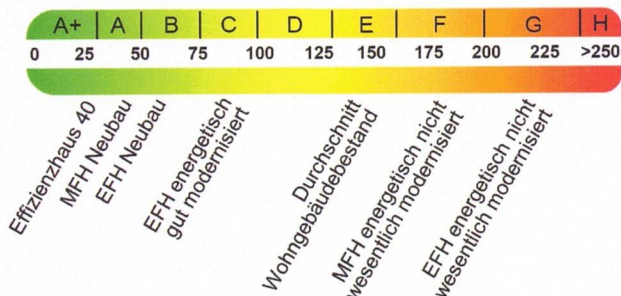 A+ A B C D E F G H
0 25 50 75 100 125 150 175 200 225 >250
Effizienzhaus 40
MFH Neubau
EFH Neubau
EFH energetisch
gut modernisiert
Durchschnitt
Wohngebäudebestand
MFH energetisch nicht
wesentlich modernisiert
EFH energetisch nicht
wesentlich modernisiert